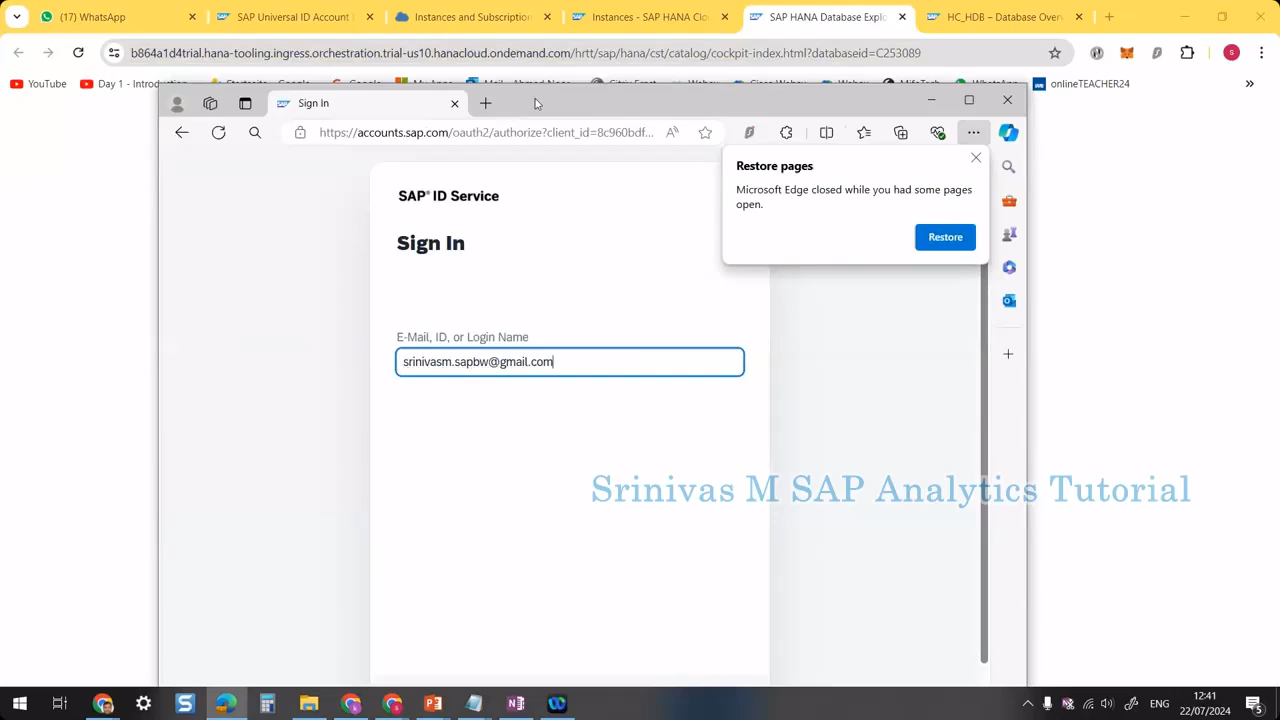 (17) WhatsApp
SAP Universal ID Account
Instances and Subscription
Instances - SAP HANA Clo
SAP HANA Database Explo
HC_HDB – Database Over
b864a1d4trial.hana-tooling.ingress.orchestration.trial-us10.hanacloud.ondemand.com/hrtt/sap/hana/cst/catalog/cockpit-index.html?databaseid=C253089
S
YouTube
Day 1 - Introd
onlineTEACHER24
Sign In
https://accounts.sap.com/oauth2/authorize?client_id=8c960bdf...
Restore pages
Microsoft Edge closed while you had some pages
open.
Restore
SAP® ID Service
Sign In
E-Mail, ID, or Login Name
srinivasm.sapbw@gmail.com
Srinivas M SAP Analytics Tutorial
ENG
12:41
22/07/2024
5